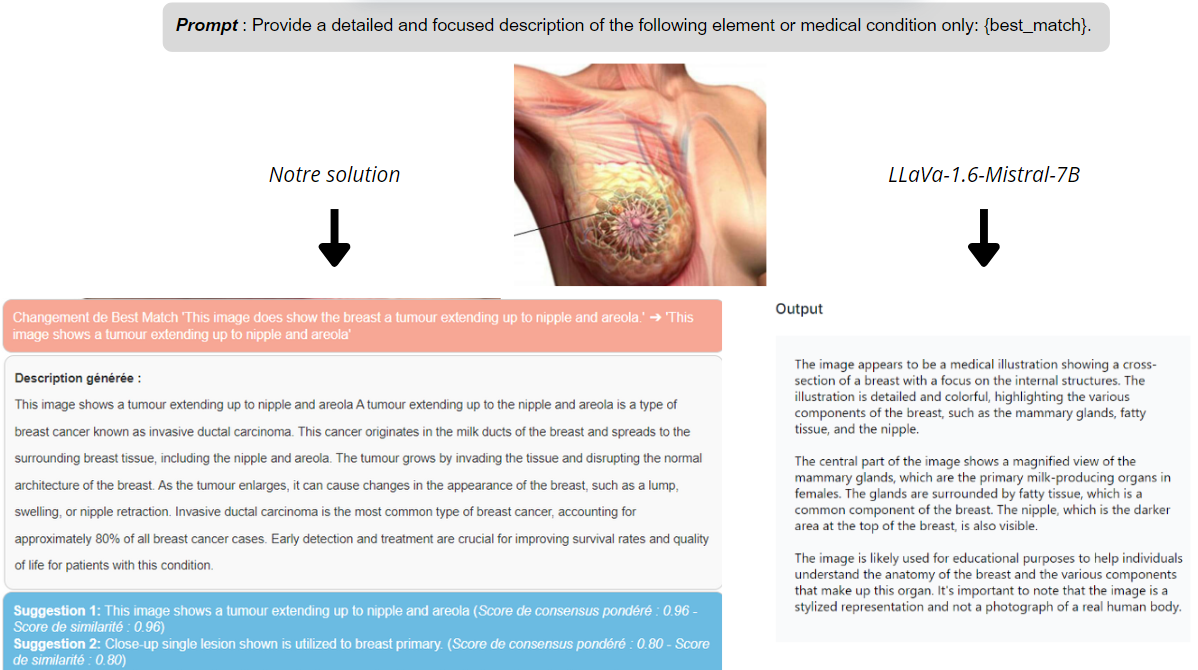 Prompt : Provide a detailed and focused description of the following element or medical condition only: {best_match}.
Notre solution
LLaVa-1.6-Mistral-7B
Changement de Best Match 'This image does show the breast a tumour extending up to nipple and areola.' ➔ 'This
image shows a tumour extending up to nipple and areola'
Description générée :
This image shows a tumour extending up to nipple and areola A tumour extending up to the nipple and areola is a type of
breast cancer known as invasive ductal carcinoma. This cancer originates in the milk ducts of the breast and spreads to the
surrounding breast tissue, including the nipple and areola. The tumour grows by invading the tissue and disrupting the normal
architecture of the breast. As the tumour enlarges, it can cause changes in the appearance of the breast, such as a lump,
swelling, or nipple retraction. Invasive ductal carcinoma is the most common type of breast cancer, accounting for
approximately 80% of all breast cancer cases. Early detection and treatment are crucial for improving survival rates and quality
of life for patients with this condition.
Suggestion 1: This image shows a tumour extending up to nipple and areola (Score de consensus pondéré : 0.96 -
Score de similarité : 0.96)
Suggestion 2: Close-up single lesion shown is utilized to breast primary. (Score de consensus pondéré : 0.80 - Score
de similarité : 0.80)
Output
The image appears to be a medical illustration showing a cross-
section of a breast with a focus on the internal structures. The
illustration is detailed and colorful, highlighting the various
components of the breast, such as the mammary glands, fatty
tissue, and the nipple.
The central part of the image shows a magnified view of the
mammary glands, which are the primary milk-producing organs in
females. The glands are surrounded by fatty tissue, which is a
common component of the breast. The nipple, which is the darker
area at the top of the breast, is also visible.
The image is likely used for educational purposes to help individuals
understand the anatomy of the breast and the various components
that make up this organ. It's important to note that the image is a
stylized representation and not a photograph of a real human body.